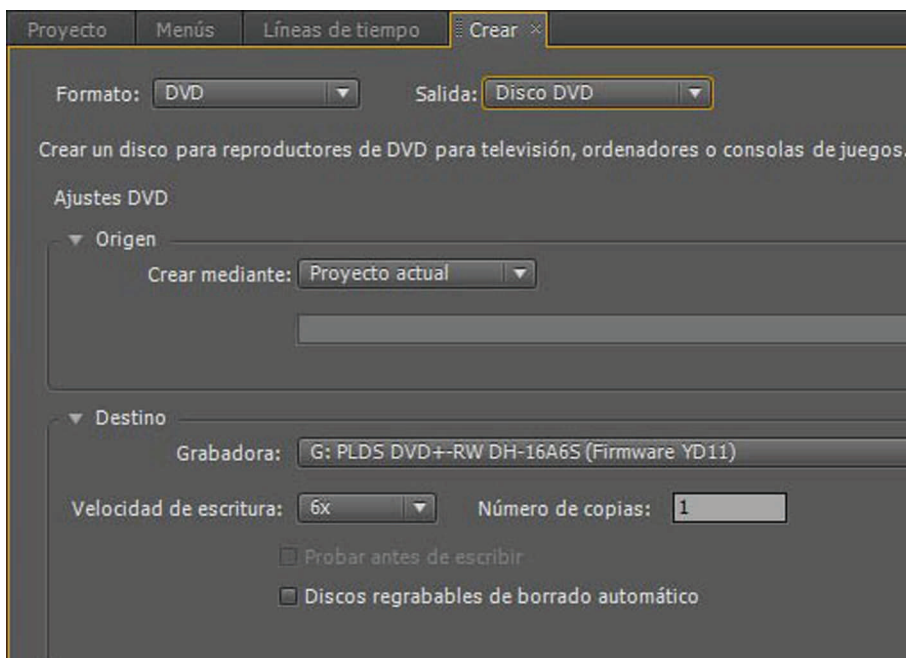 Proyecto Menús Líneas de tiempo Crear ×
Formato: DVD Salida: Disco DVD
Crear un disco para reproductores de DVD para televisión, ordenadores o consolas de juegos.
Ajustes DVD
Origen
Crear mediante: Proyecto actual
Destino
Grabadora: G: PLDS DVD+-RW DH-16A6S (Firmware YD11)
Velocidad de escritura: 6x Número de copias: 1
Probar antes de escribir
Discos regrabables de borrado automático